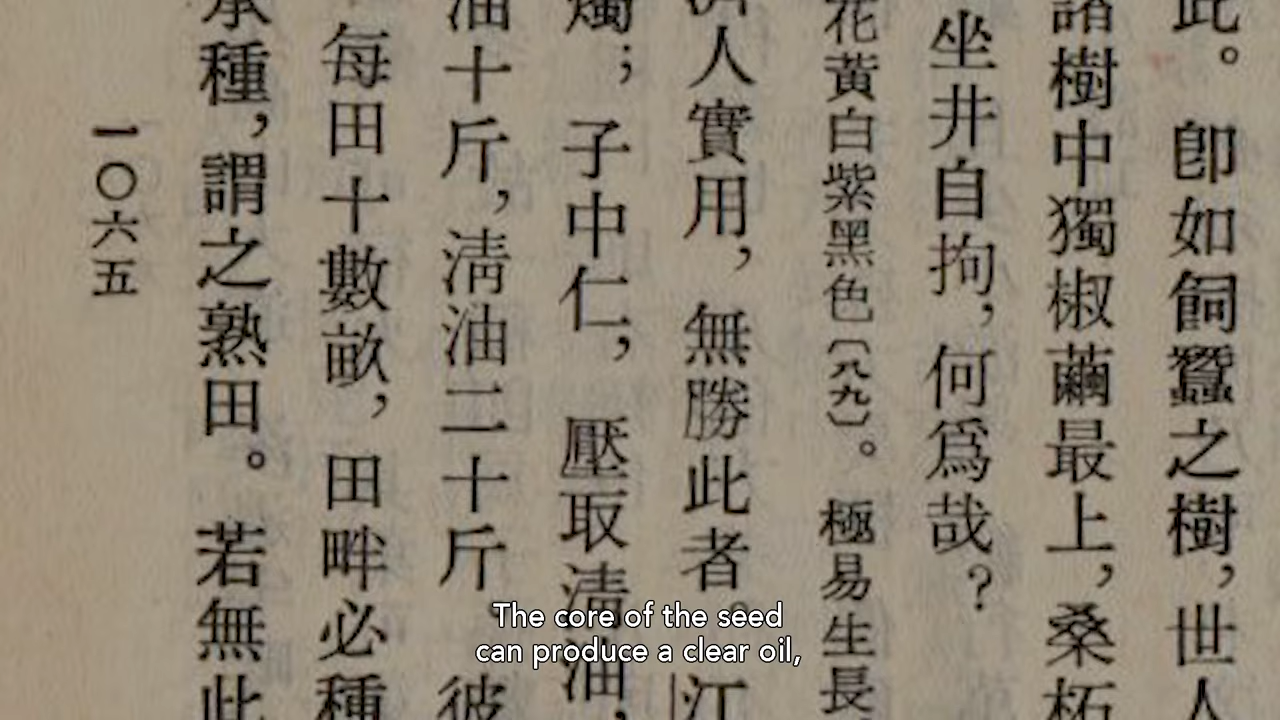 此。即如飼蠶之樹，世人
諸樹中獨椒繭最上，桑柘
坐井自拘，何爲哉？
花黃白紫黑色〔八九〕。極易生長，
濟人實用，無勝此者。江
燭；子中仁，壓取清油，
油十斤，清油二十斤。彼
每田十數畝，田畔必種
承種，謂之熟田。若無此
一〇六五
The core of the seed
can produce a clear oil,